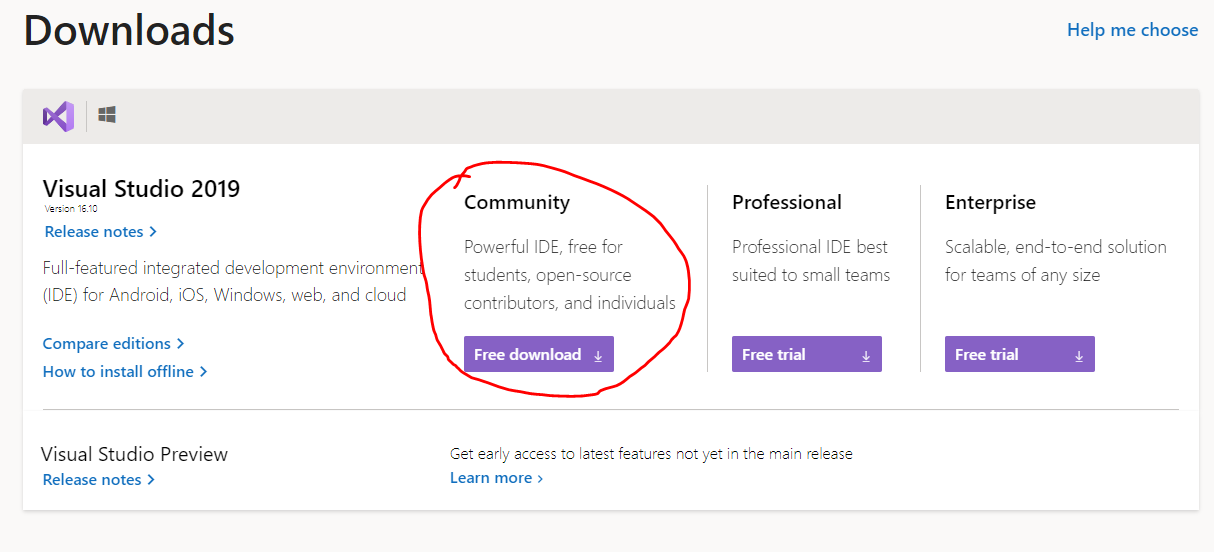 Downloads
Help me choose
Visual Studio 2019
Version 16.10
Release notes
Full-featured integrated development environment
(IDE) for Android, iOS, Windows, web, and cloud
Compare editions
How to install offline
Community
Powerful IDE, free for
students, open-source
contributors, and individuals
Free download
Professional
Professional IDE best
suited to small teams
Free trial
Enterprise
Scalable, end-to-end solution
for teams of any size
Free trial
Visual Studio Preview
Release notes
Get early access to latest features not yet in the main release
Learn more